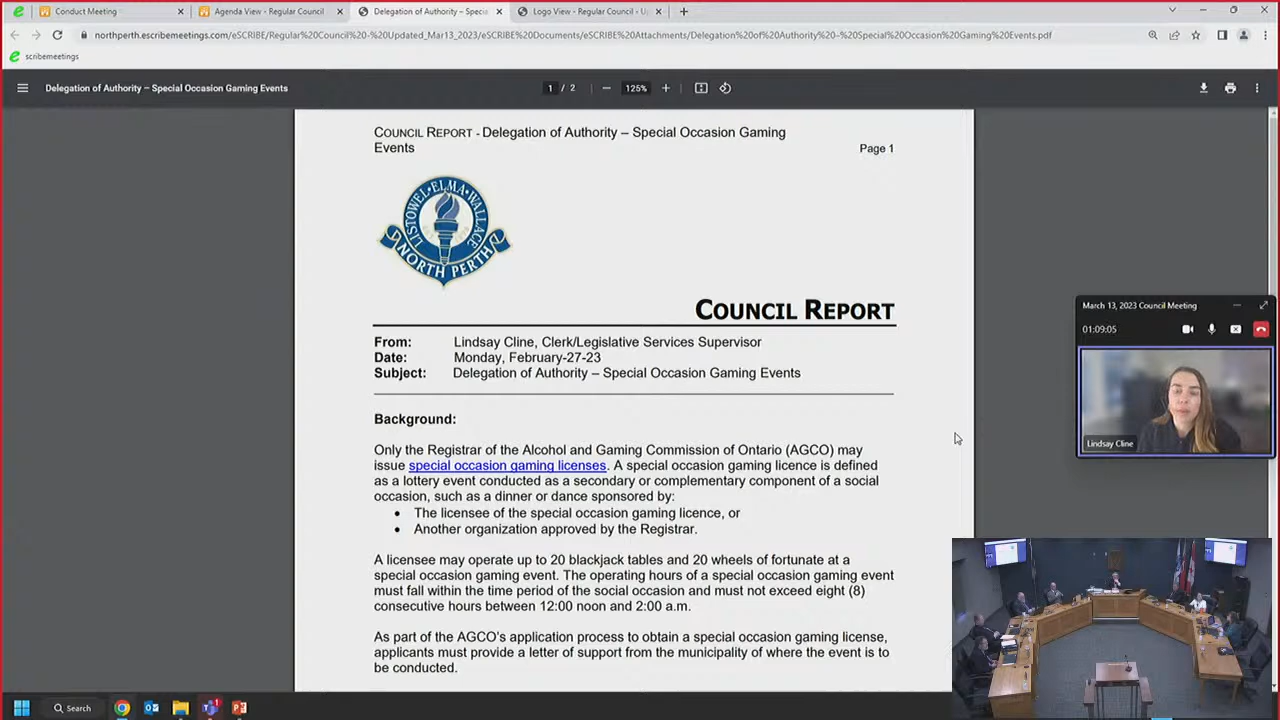 Conduct Meeting
Agenda View - Regular Council
Delegation of Authority – Specia
Logo View - Regular Council - U
northperth.escribemeetings.com/eSCRIBE/Regular%20Council%20-%20Updated_Mar13_2023/eSCRIBE%20Documents/eSCRIBE%20Attachments/Delegation%20of%20Authority%20-%20Special%20Occasion%20Gaming%20Events.pdf
scribemeetings
Delegation of Authority – Special Occasion Gaming Events
1 / 2
125%
COUNCIL REPORT - Delegation of Authority – Special Occasion Gaming
Events Page 1
LISTOWEL·ELMA·WALLACE
NORTH PERTH
COUNCIL REPORT
From: Lindsay Cline, Clerk/Legislative Services Supervisor
Date: Monday, February-27-23
Subject: Delegation of Authority – Special Occasion Gaming Events
Background:
Only the Registrar of the Alcohol and Gaming Commission of Ontario (AGCO) may
issue special occasion gaming licenses. A special occasion gaming licence is defined
as a lottery event conducted as a secondary or complementary component of a social
occasion, such as a dinner or dance sponsored by:
• The licensee of the special occasion gaming licence, or
• Another organization approved by the Registrar.
A licensee may operate up to 20 blackjack tables and 20 wheels of fortune at a
special occasion gaming event. The operating hours of a special occasion gaming event
must fall within the time period of the social occasion and must not exceed eight (8)
consecutive hours between 12:00 noon and 2:00 a.m.
As part of the AGCO's application process to obtain a special occasion gaming license,
applicants must provide a letter of support from the municipality of where the event is to
be conducted.
March 13, 2023 Council Meeting
01:09:05
Lindsay Cline
Search